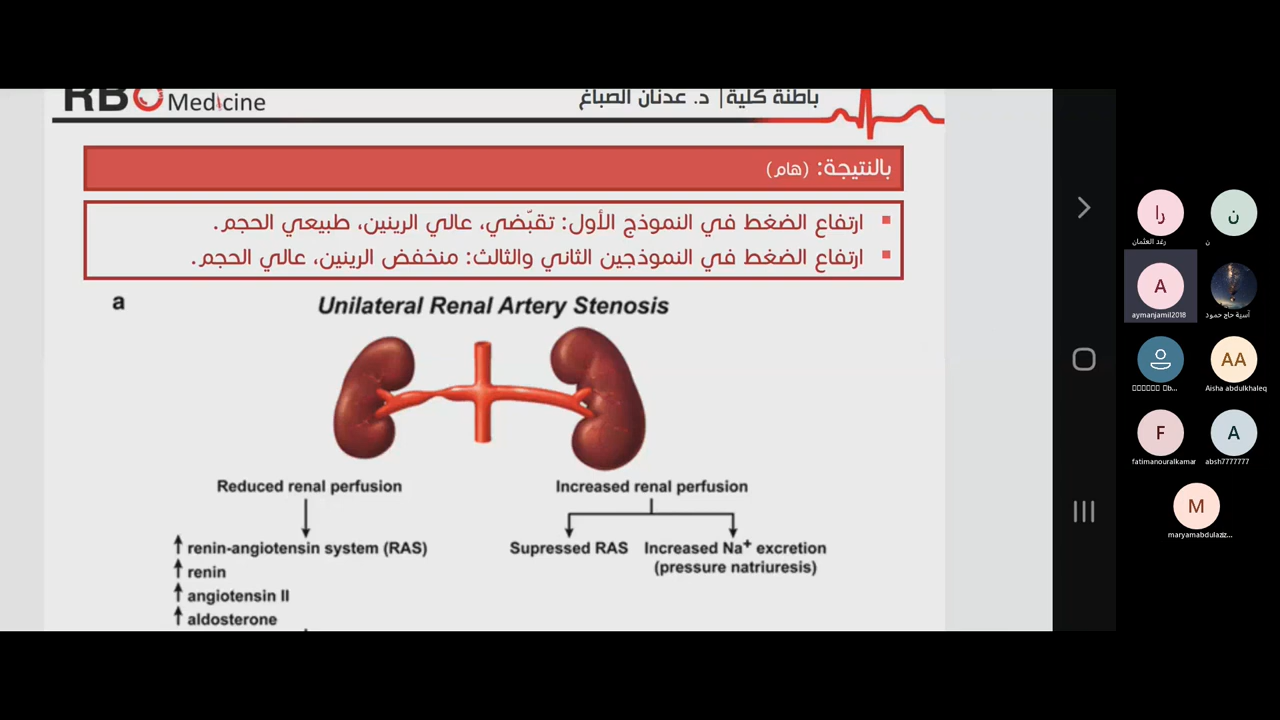 RBO Medicine
باطنة كلية | د. عدنان الصباغ
بالنتيجة: (هام)
▪ ارتفاع الضغط في النموذج الأول: تقبّضي، عالي الرينين، طبيعي الحجم.
▪ ارتفاع الضغط في النموذجين الثاني والثالث: منخفض الرينين، عالي الحجم.
a
Unilateral Renal Artery Stenosis
Reduced renal perfusion
Increased renal perfusion
↑ renin-angiotensin system (RAS)
↑ renin
↑ angiotensin II
↑ aldosterone
Supressed RAS
Increased Na⁺ excretion
(pressure natriuresis)
را
رغد العثمان
ن
ن
A
aymanjamil2018
آسية حاج حمود
AA
Aisha abdulkhaleq
F
fatimanouralkamar
A
absh7777777
M
maryamabdulaziz...